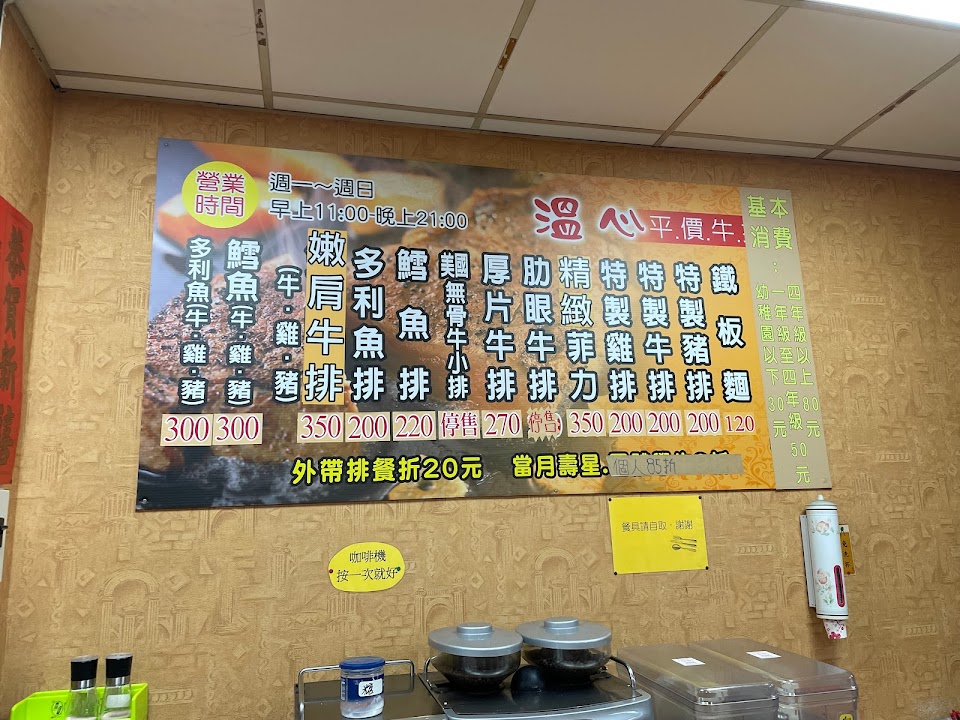 營業
時間
週一～週日
早上11:00-晚上21:00
溫心平.價.牛.
基本
消費
：
四年級以上80元
一年級至四年級50元
幼稚園以下30元
鐵板麵 120
特製豬排 200
特製牛排 200
特製雞排 200
精緻菲力 350
肋眼牛排 停售
厚片牛排 270
美國無骨牛小排 停售
鱈魚排 220
多利魚排 200
嫩肩牛排 350
(牛.雞.豬)
鱈魚牛.雞.豬 300
多利魚牛.雞.豬 300
外帶排餐折20元
當月壽星.
個人85折
餐具請自取，謝謝
咖啡機
按一次就好
恭賀新禧
糖